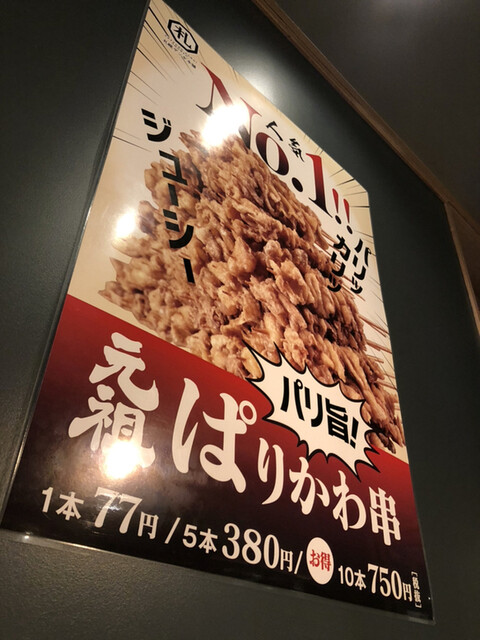 札
人気
No.1!!
ジューシー
パリッ
カリッ
パリ旨!
元祖
ぱりかわ串
1本77円/5本380円/お得10本750円[税抜]